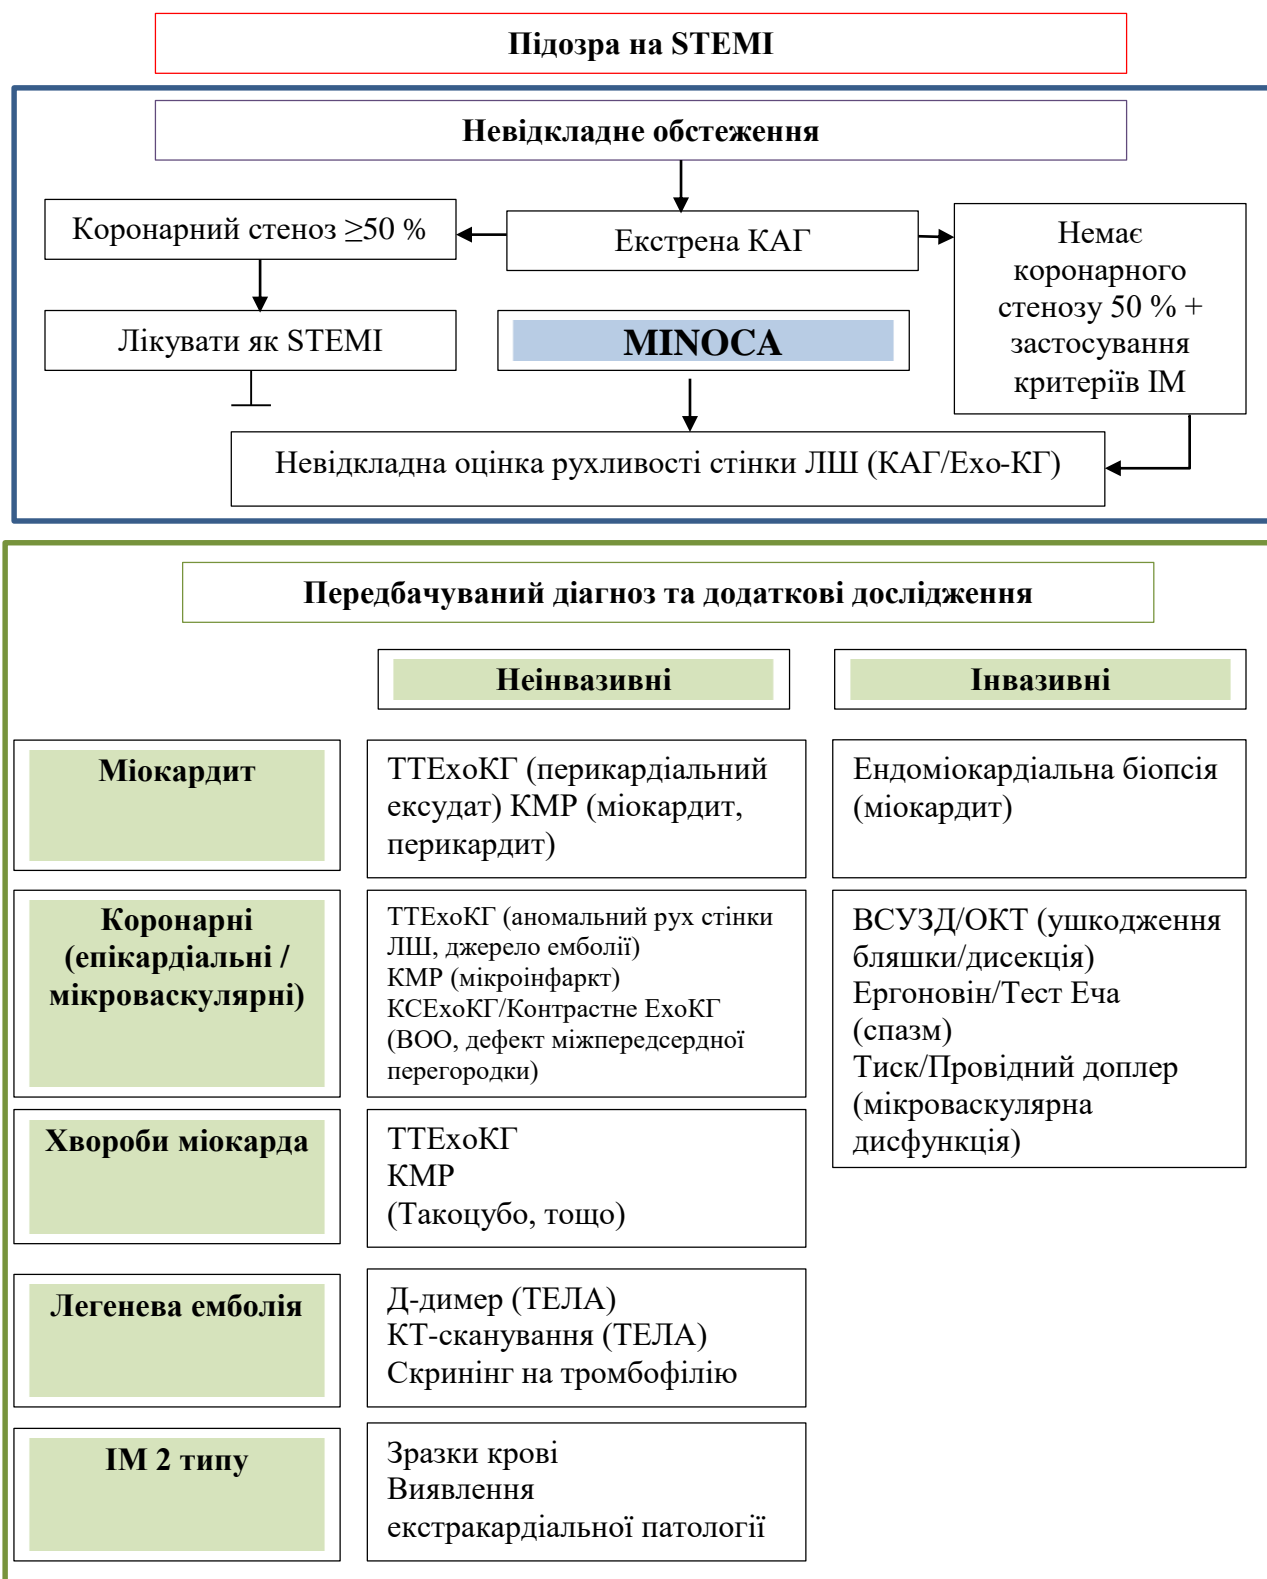 Підозра на STEMI
Невідкладне обстеження
Коронарний стеноз ≥50 %
Екстрена КАГ
Немає
коронарного
стенозу 50 % +
застосування
критеріїв ІМ
Лікувати як STEMI
MINOCA
Невідкладна оцінка рухливості стінки ЛШ (КАГ/Ехо-КГ)
Передбачуваний діагноз та додаткові дослідження
Неінвазивні
Інвазивні
Міокардит
ТТЕхоКГ (перикардіальний
ексудат) КМР (міокардит,
перикардит)
Ендоміокардіальна біопсія
(міокардит)
Коронарні
(епікардіальні /
мікроваскулярні)
ТТЕхоКГ (аномальний рух стінки
ЛШ, джерело емболії)
КМР (мікроінфаркт)
КСЕхоКГ/Контрастне ЕхоКГ
(ВОО, дефект міжпередсердної
перегородки)
ВСУЗД/ОКТ (ушкодження
бляшки/дисекція)
Ергоновін/Тест Еча
(спазм)
Тиск/Провідний доплер
(мікроваскулярна
дисфункція)
Хвороби міокарда
ТТЕхоКГ
КМР
(Такоцубо, тощо)
Легенева емболія
Д-димер (ТЕЛА)
КТ-сканування (ТЕЛА)
Скринінг на тромбофілію
ІМ 2 типу
Зразки крові
Виявлення
екстракардіальної патології